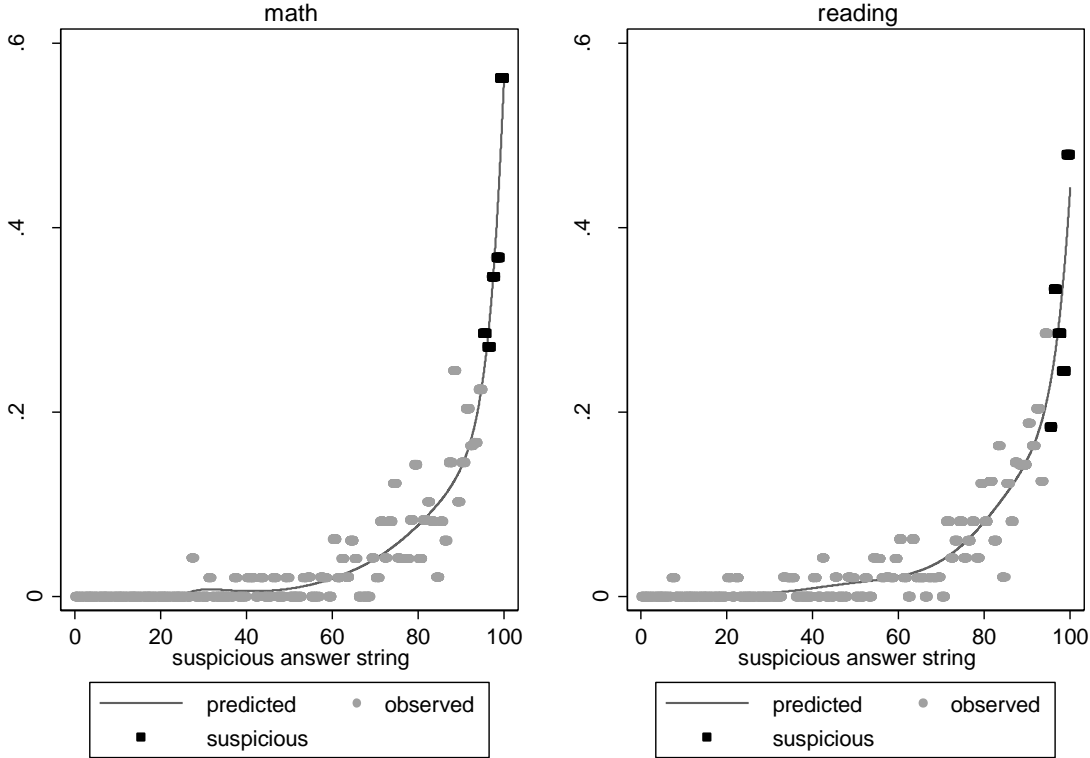 math
.6
.4
.2
0
0 20 40 60 80 100
suspicious answer string
predicted observed
suspicious
reading
.6
.4
.2
0
0 20 40 60 80 100
suspicious answer string
predicted observed
suspicious